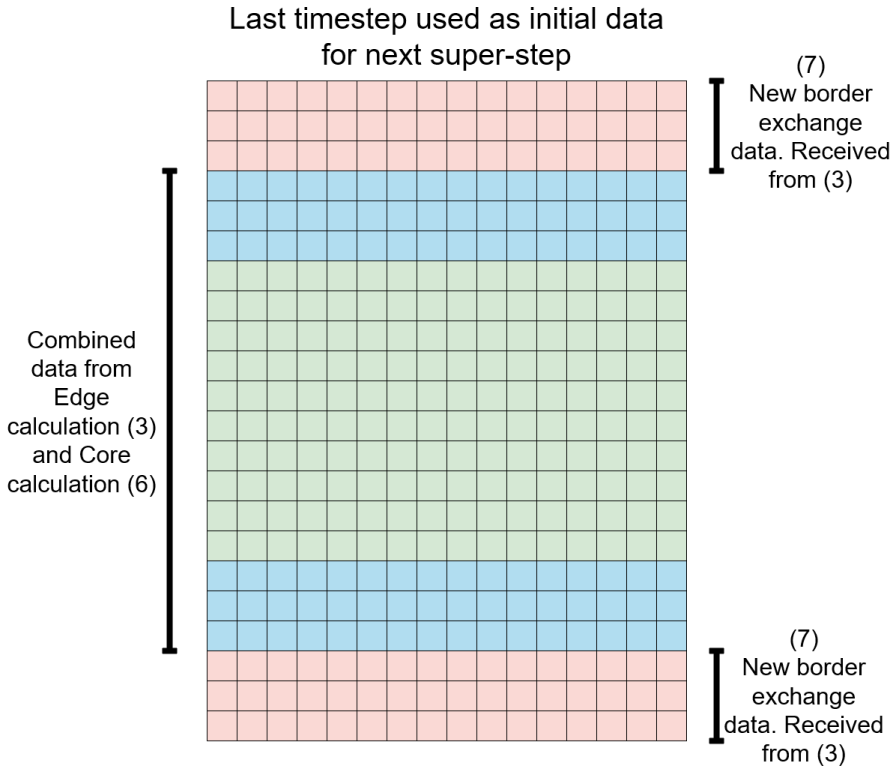 Last timestep used as initial data
for next super-step
(7)
New border
exchange
data. Received
from (3)
Combined
data from
Edge
calculation (3)
and Core
calculation (6)
(7)
New border
exchange
data. Received
from (3)